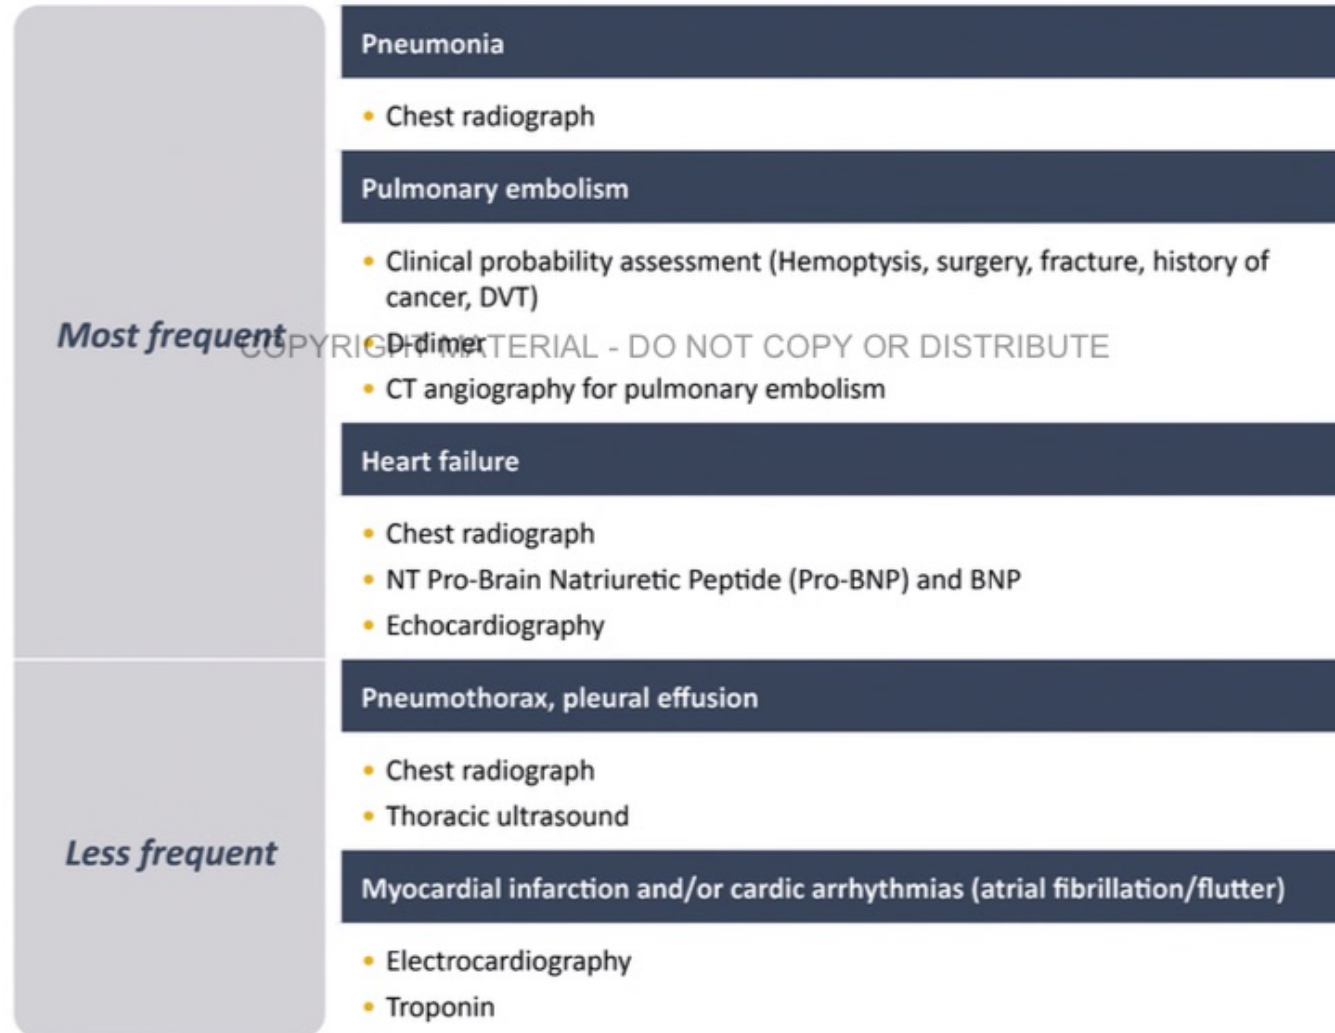 Pneumonia
• Chest radiograph
Pulmonary embolism
• Clinical probability assessment (Hemoptysis, surgery, fracture, history of
cancer, DVT)
Most frequent
• D-dimer
COPYRIGHT MATERIAL - DO NOT COPY OR DISTRIBUTE
• CT angiography for pulmonary embolism
Heart failure
• Chest radiograph
• NT Pro-Brain Natriuretic Peptide (Pro-BNP) and BNP
• Echocardiography
Pneumothorax, pleural effusion
• Chest radiograph
• Thoracic ultrasound
Less frequent
Myocardial infarction and/or cardic arrhythmias (atrial fibrillation/flutter)
• Electrocardiography
• Troponin